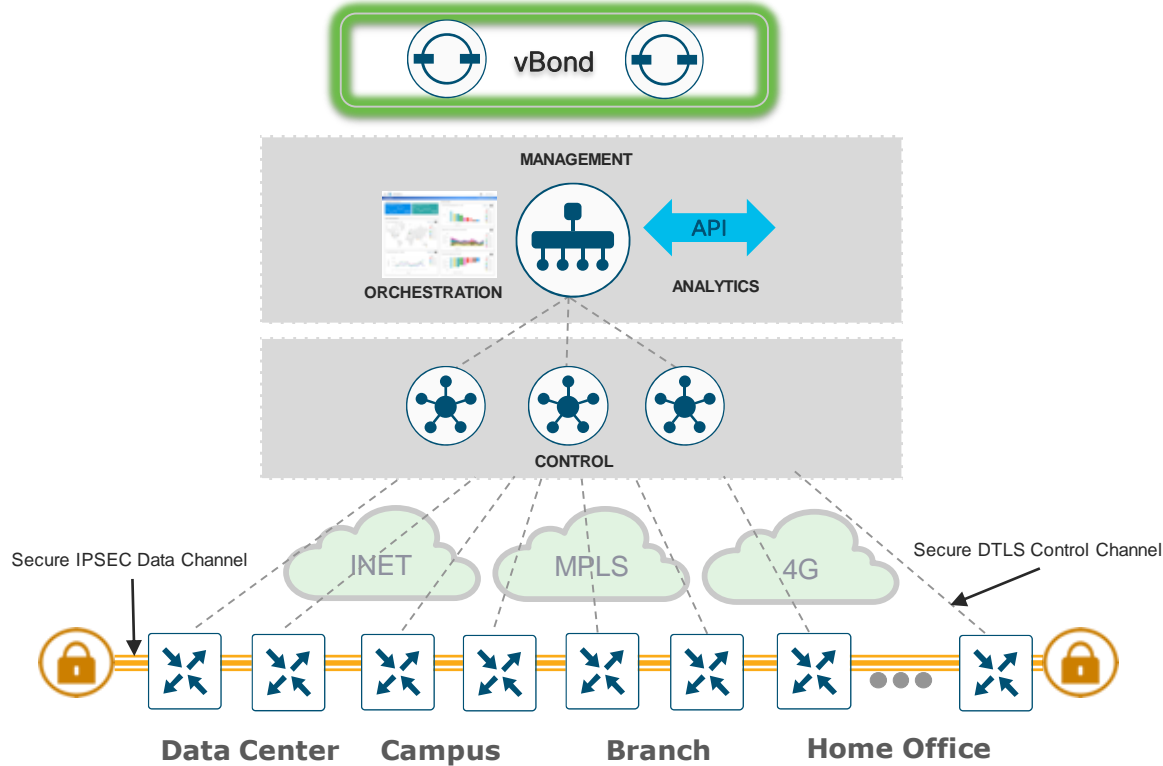 vBond
MANAGEMENT
API
ORCHESTRATION
ANALYTICS
CONTROL
INET
MPLS
4G
Secure IPSEC Data Channel
Secure DTLS Control Channel
Data Center
Campus
Branch
Home Office